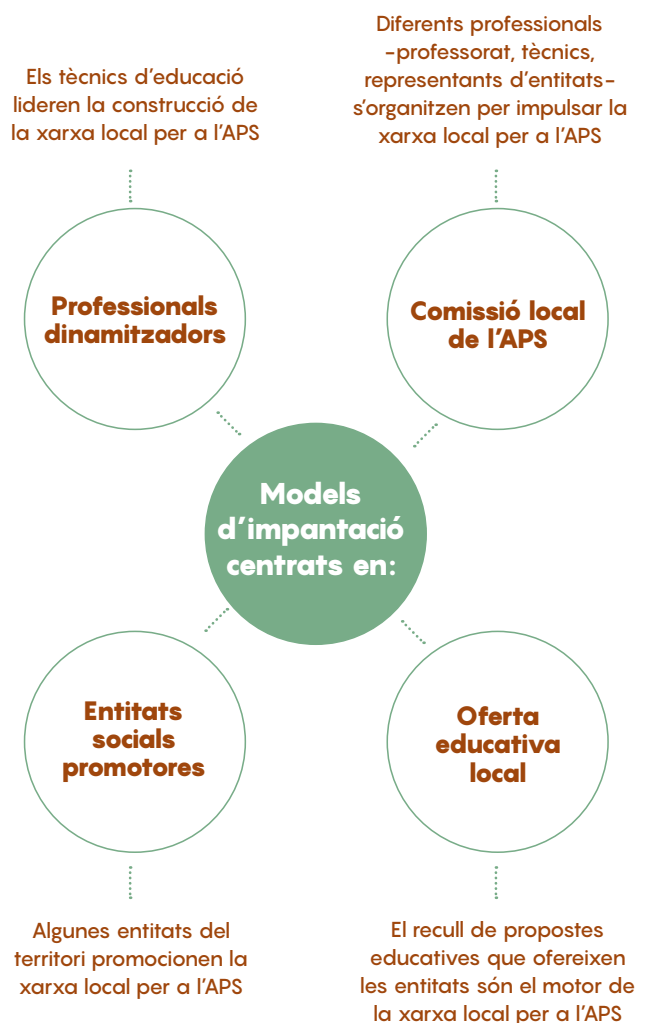 Els tècnics d'educació
lideren la construcció de
la xarxa local per a l'APS
Diferents professionals
-professorat, tècnics,
representants d'entitats-
s'organitzen per impulsar la
xarxa local per a l'APS
Professionals
dinamitzadors
Comissió local
de l'APS
Models
d'impantació
centrats en:
Entitats
socials
promotores
Oferta
educativa
local
Algunes entitats del
territori promocionen la
xarxa local per a l'APS
El recull de propostes
educatives que ofereixen
les entitats són el motor de
la xarxa local per a l'APS